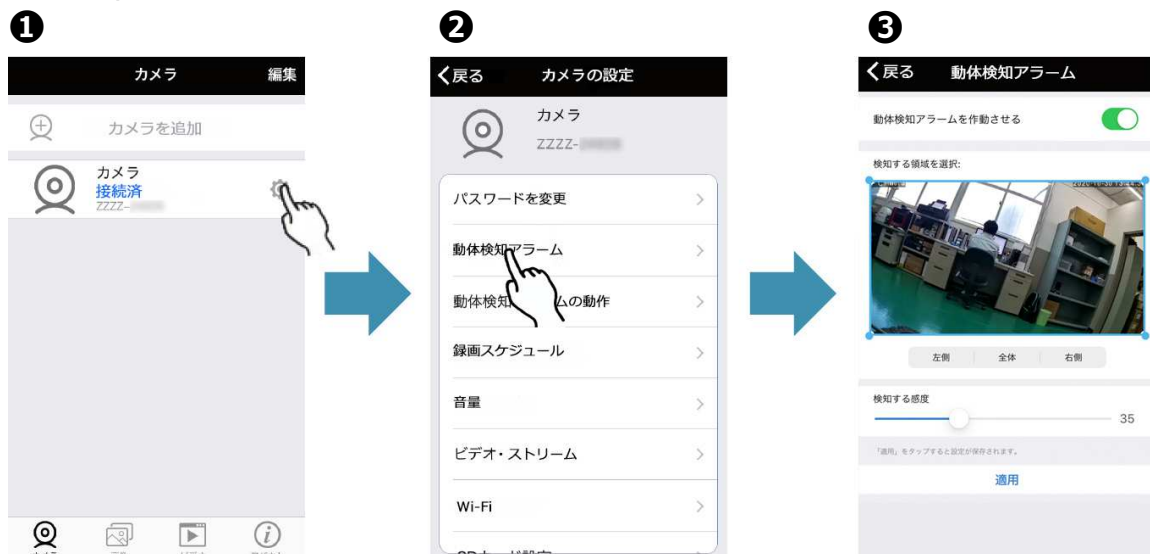 ❶
カメラ 編集
カメラを追加
カメラ
接続済
ZZZZ-
❷
戻る カメラの設定
カメラ
ZZZZ-
パスワードを変更
動体検知アラーム
動体検知 ムの動作
録画スケジュール
音量
ビデオ・ストリーム
Wi-Fi
❸
戻る 動体検知アラーム
動体検知アラームを作動させる
検知する領域を選択:
左側 全体 右側
検知する感度
35
「適用」をタップすると設定が保存されます。
適用